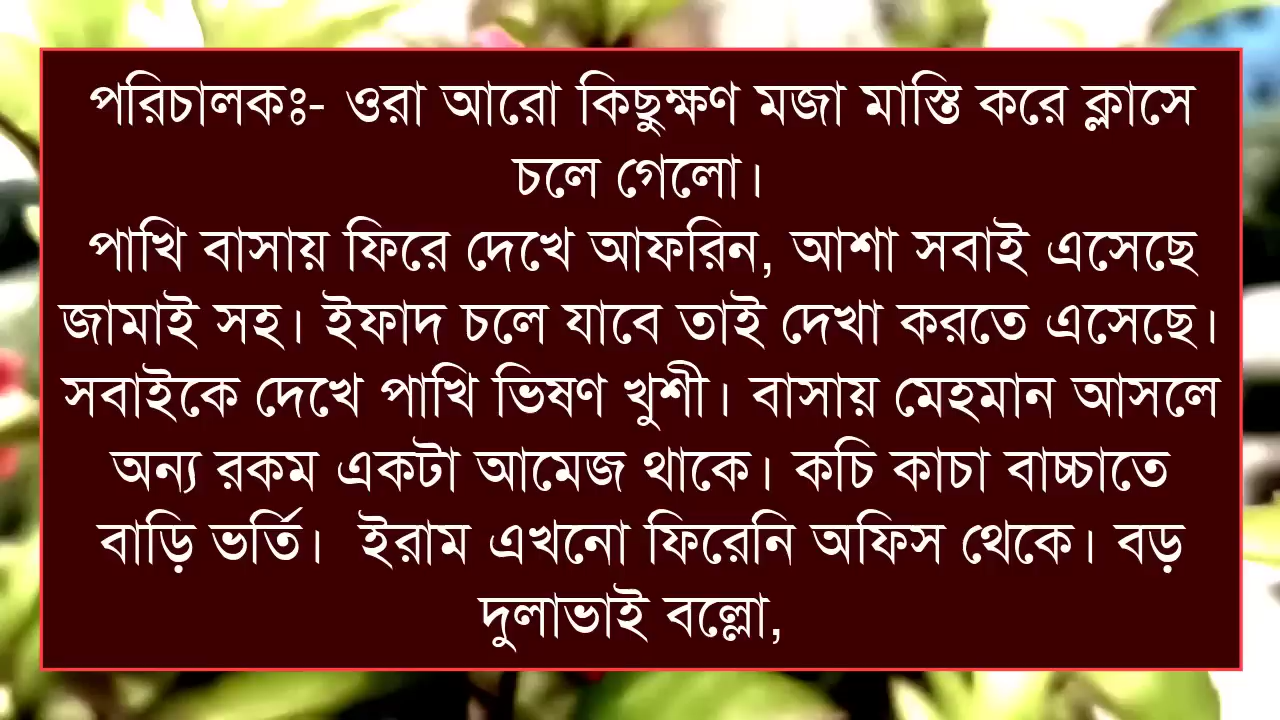 পরিচালকঃ- ওরা আরো কিছুক্ষণ মজা মাস্তি করে ক্লাসে
চলে গেলো।
পাখি বাসায় ফিরে দেখে আফরিন, আশা সবাই এসেছে
জামাই সহ। ইফাদ চলে যাবে তাই দেখা করতে এসেছে।
সবাইকে দেখে পাখি ভিষণ খুশী। বাসায় মেহমান আসলে
অন্য রকম একটা আমেজ থাকে। কচি কাচা বাচ্চাতে
বাড়ি ভর্তি। ইরাম এখনো ফিরেনি অফিস থেকে। বড়
দুলাভাই বল্লো,